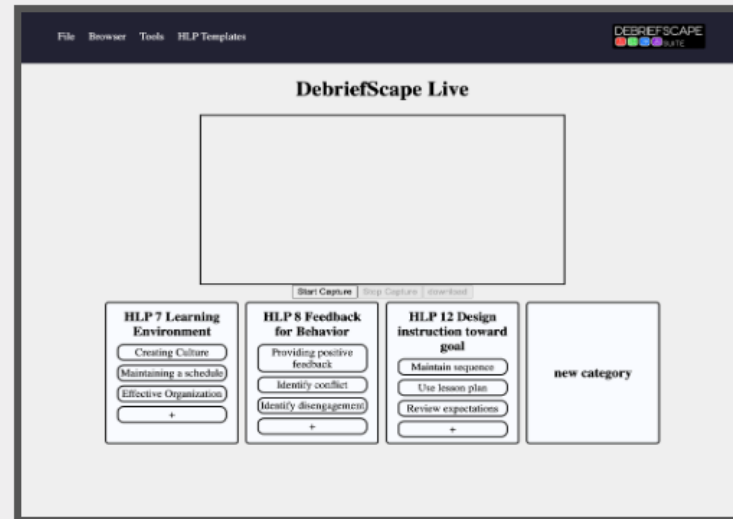 File Browser Tools HLP Templates
DEBRIEFSCAPE
SUITE
DebriefScape Live
Start Capture Stop Capture download
HLP 7 Learning
Environment
Creating Culture
Maintaining a schedule
Effective Organization
+
HLP 8 Feedback
for Behavior
Providing positive
feedback
Identify conflict
Identify disengagement
+
HLP 12 Design
instruction toward
goal
Maintain sequence
Use lesson plan
Review expectations
+
new category